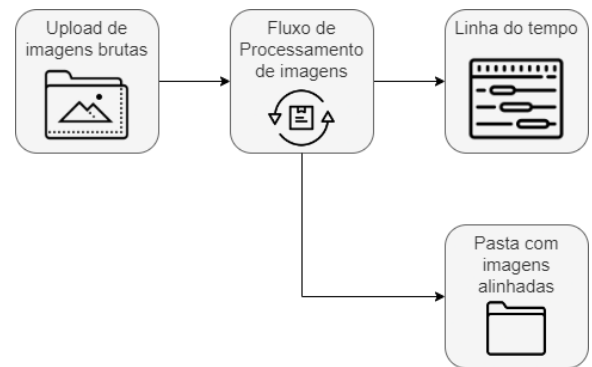 Upload de
imagens brutas
Fluxo de
Processamento
de imagens
Linha do tempo
Pasta com
imagens
alinhadas